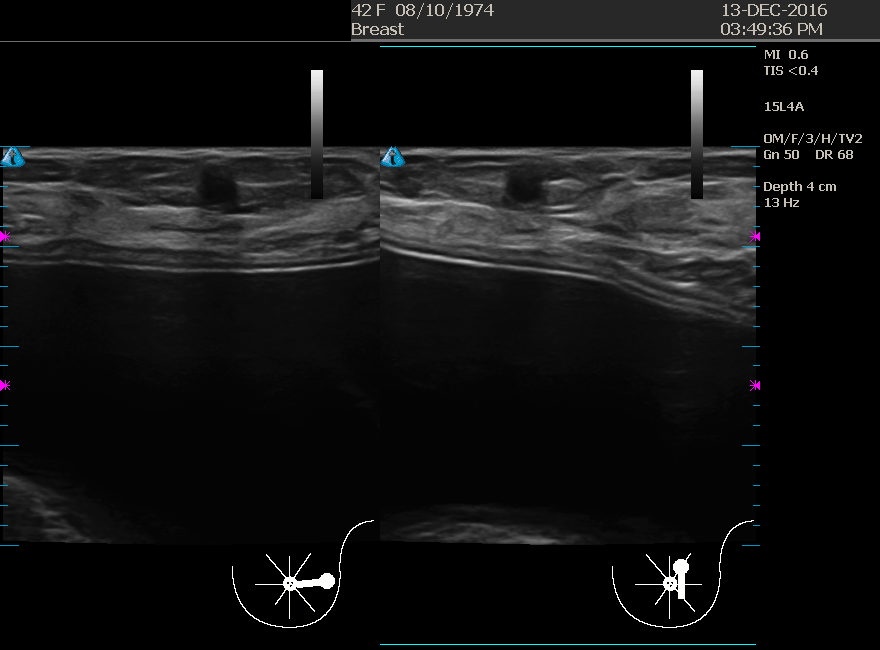 42 F 08/10/1974
13-DEC-2016
Breast
03:49:36 PM
MI 0.6
TIS <0.4
15L4A
OM/F/3/H/TV2
Gn 50 DR 68
Depth 4 cm
13 Hz